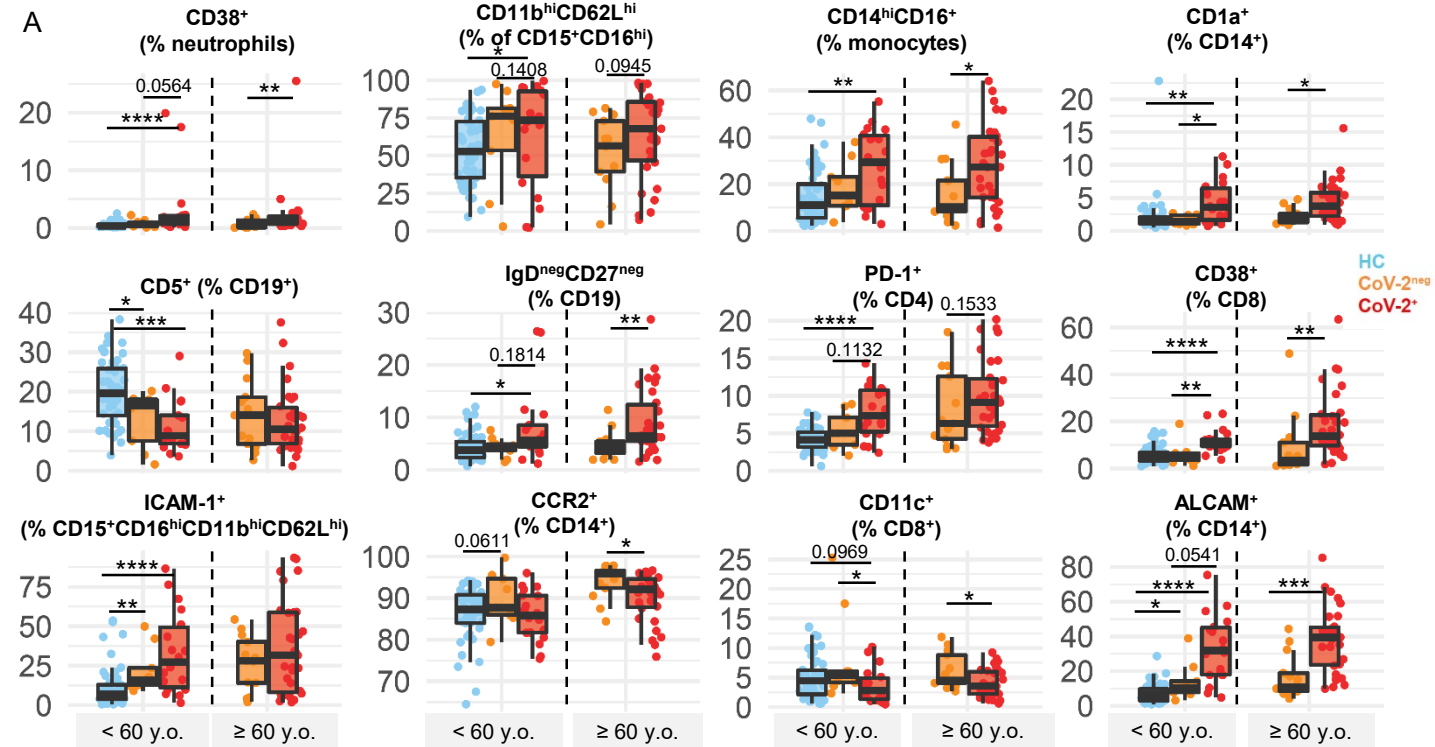 A
CD38⁺
(% neutrophils)
0.0564
**
****
20
10
0
CD11bʰⁱCD62Lʰⁱ
(% of CD15⁺CD16ʰⁱ)
*
0.1408
0.0945
100
75
50
25
0
CD14ʰⁱCD16⁺
(% monocytes)
**
*
60
40
20
0
CD1a⁺
(% CD14⁺)
**
*
*
20
15
10
5
0
HC
CoV-2ⁿᵉᵍ
CoV-2⁺
CD5⁺ (% CD19⁺)
*
***
40
30
20
10
0
IgDⁿᵉᵍCD27ⁿᵉᵍ
(% CD19)
**
0.1814
*
30
20
10
0
PD-1⁺
(% CD4)
0.1533
****
0.1132
20
15
10
5
0
CD38⁺
(% CD8)
**
****
**
60
40
20
0
ICAM-1⁺
(% CD15⁺CD16ʰⁱCD11bʰⁱCD62Lʰⁱ)
****
**
75
50
25
0
CCR2⁺
(% CD14⁺)
0.0611
*
100
90
80
70
CD11c⁺
(% CD8⁺)
0.0969
*
*
25
20
15
10
5
0
ALCAM⁺
(% CD14⁺)
0.0541
****
***
*
80
60
40
20
0
< 60 y.o. ≥ 60 y.o.
< 60 y.o. ≥ 60 y.o.
< 60 y.o. ≥ 60 y.o.
< 60 y.o. ≥ 60 y.o.